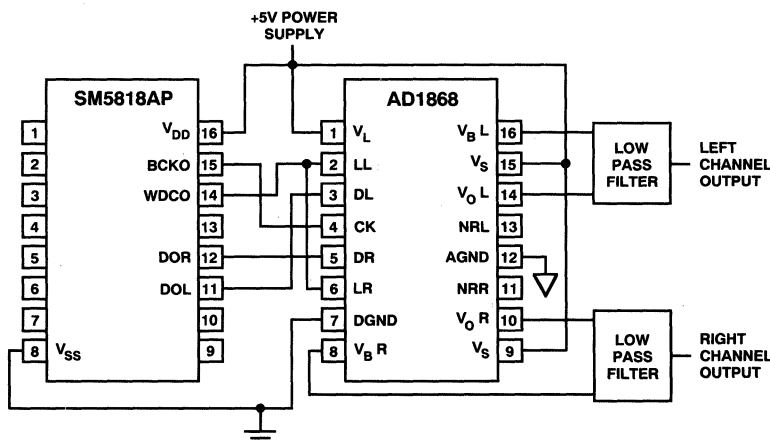 +5V POWER
SUPPLY
SM5818AP
1
2
3
4
5
6
7
8 VSS
VDD 16
BCKO 15
WDCO 14
13
DOR 12
DOL 11
10
9
AD1868
1 VL
2 LL
3 DL
4 CK
5 DR
6 LR
7 DGND
8 VB R
VB L 16
VS 15
VO L 14
NRL 13
AGND 12
NRR 11
VO R 10
VS 9
LOW
PASS
FILTER
LEFT
CHANNEL
OUTPUT
LOW
PASS
FILTER
RIGHT
CHANNEL
OUTPUT